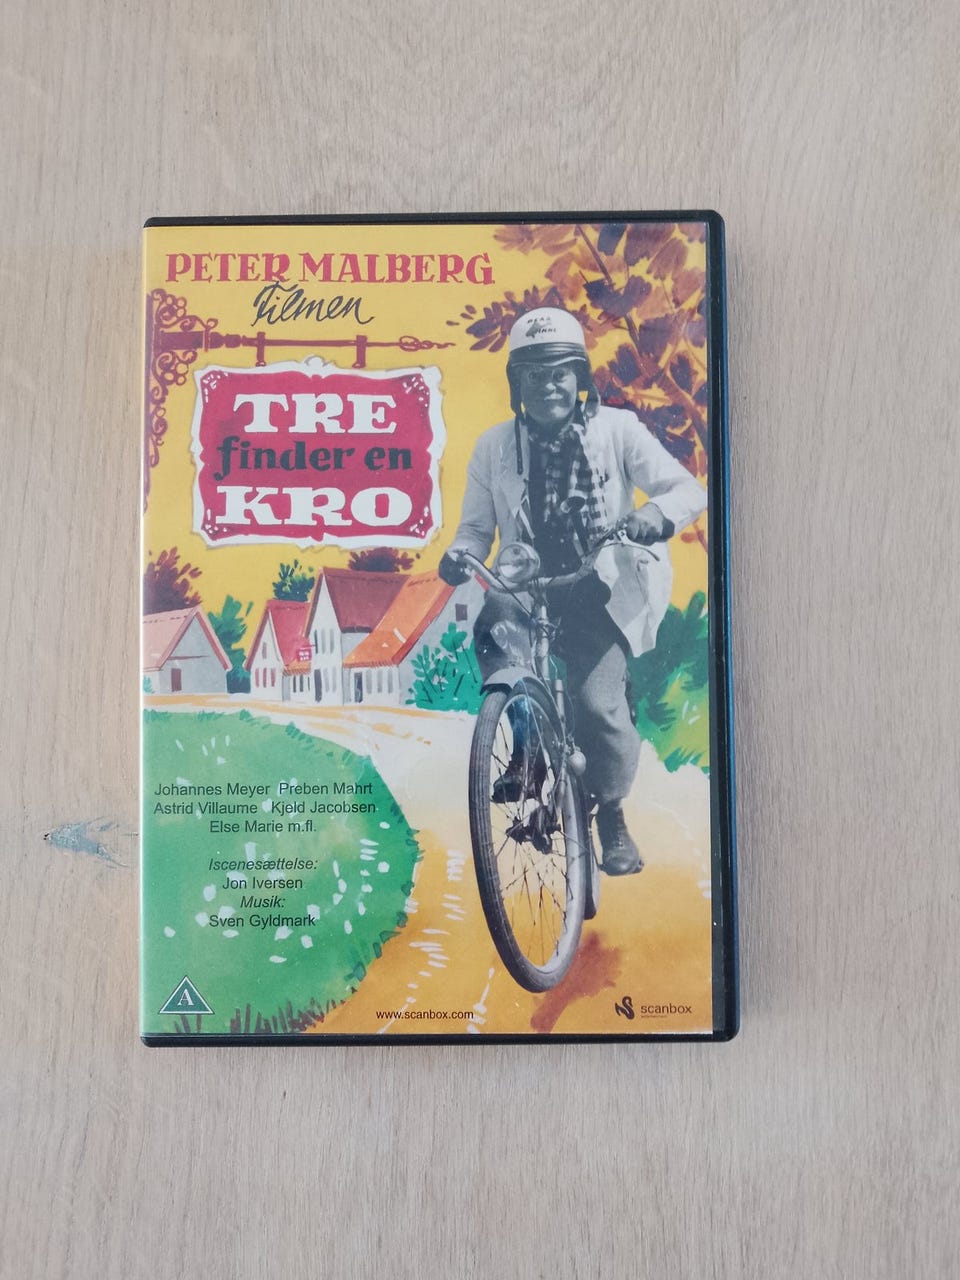 PETER MALBERG
Filmen
TRE
finder en
KRO
Johannes Meyer Preben Mahrt
Astrid Villaume Kjeld Jacobsen
Else Marie m.fl.
Iscenesættelse:
Jon Iversen
Musik:
Sven Gyldmark
A
www.scanbox.com
scanbox
entertainment